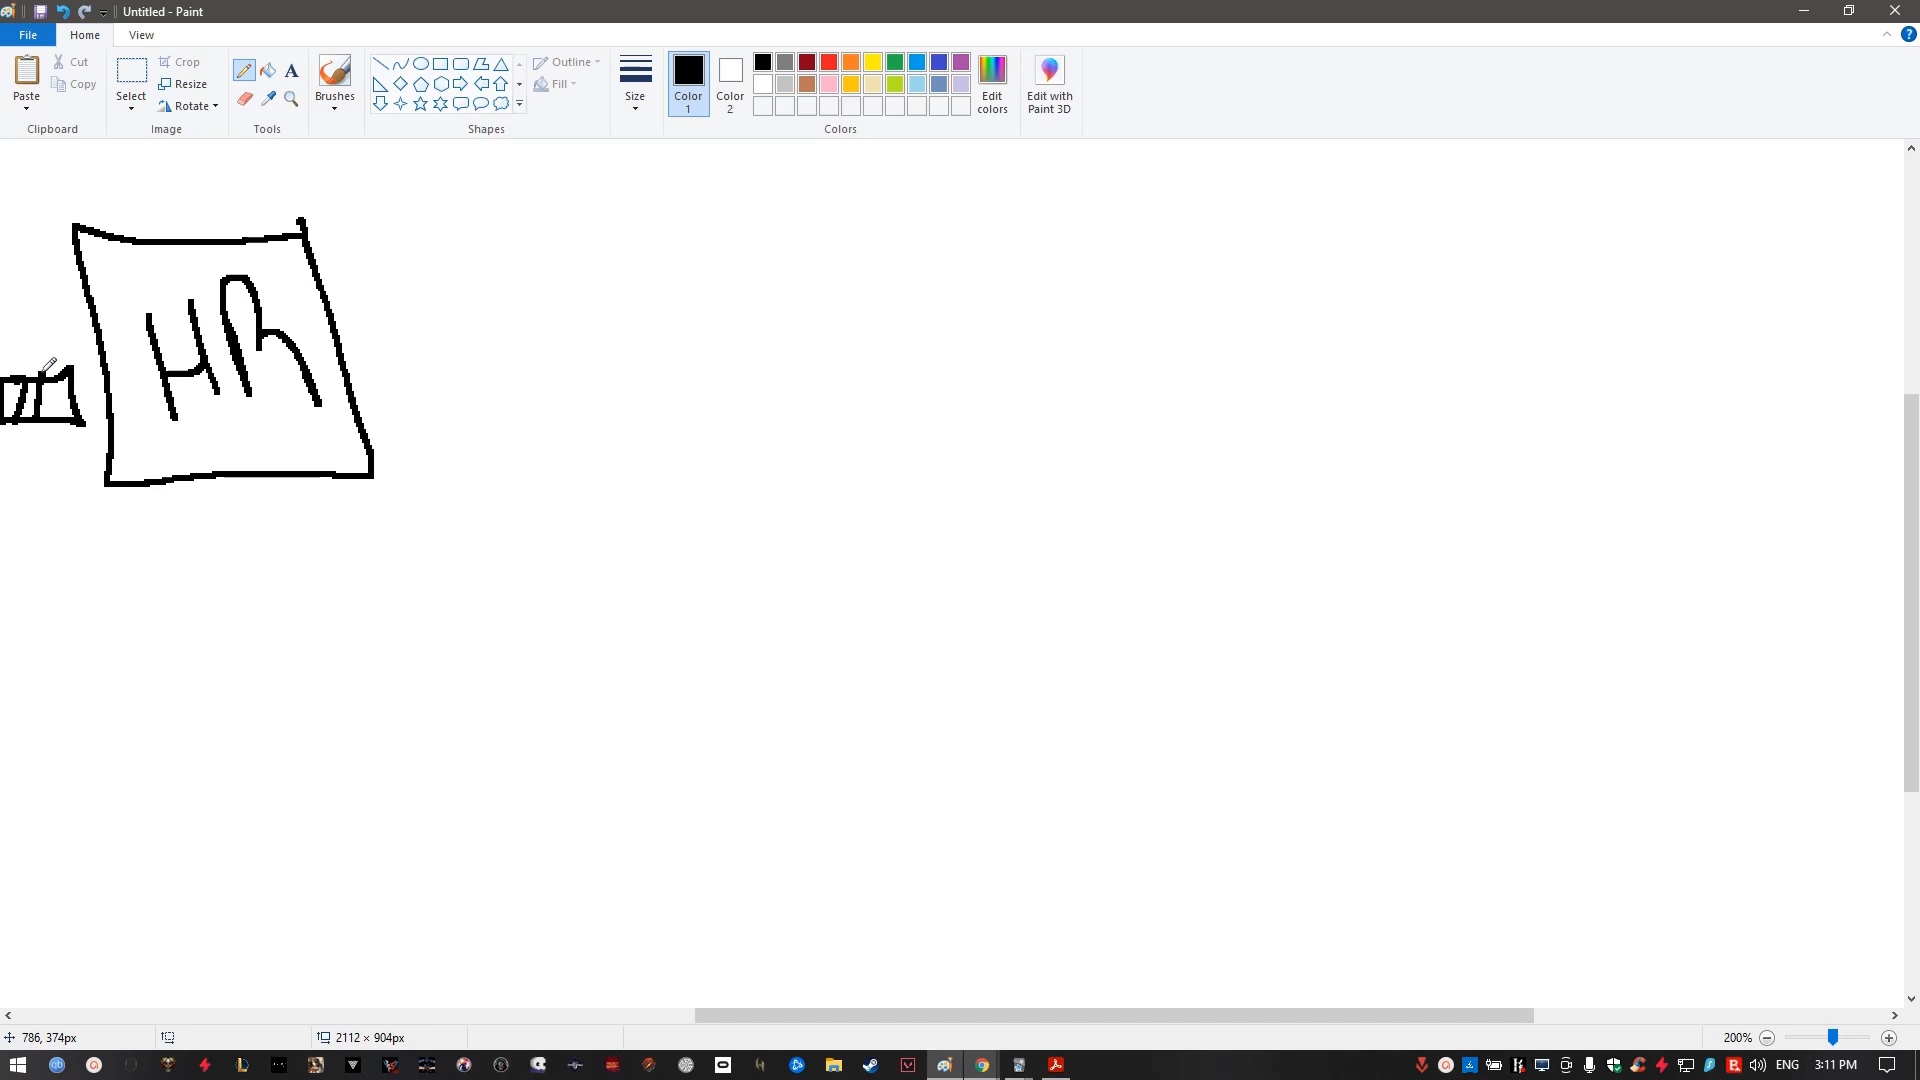 Untitled - Paint
File Home View
Paste
Cut
Copy
Clipboard
Select
Crop
Resize
Rotate
Image
A
Tools
Brushes
Outline
Fill
Shapes
Size
Color 1
Color 2
Edit colors
Colors
Edit with Paint 3D
HR
786, 374px
2112 × 904px
200%
ENG
3:11 PM